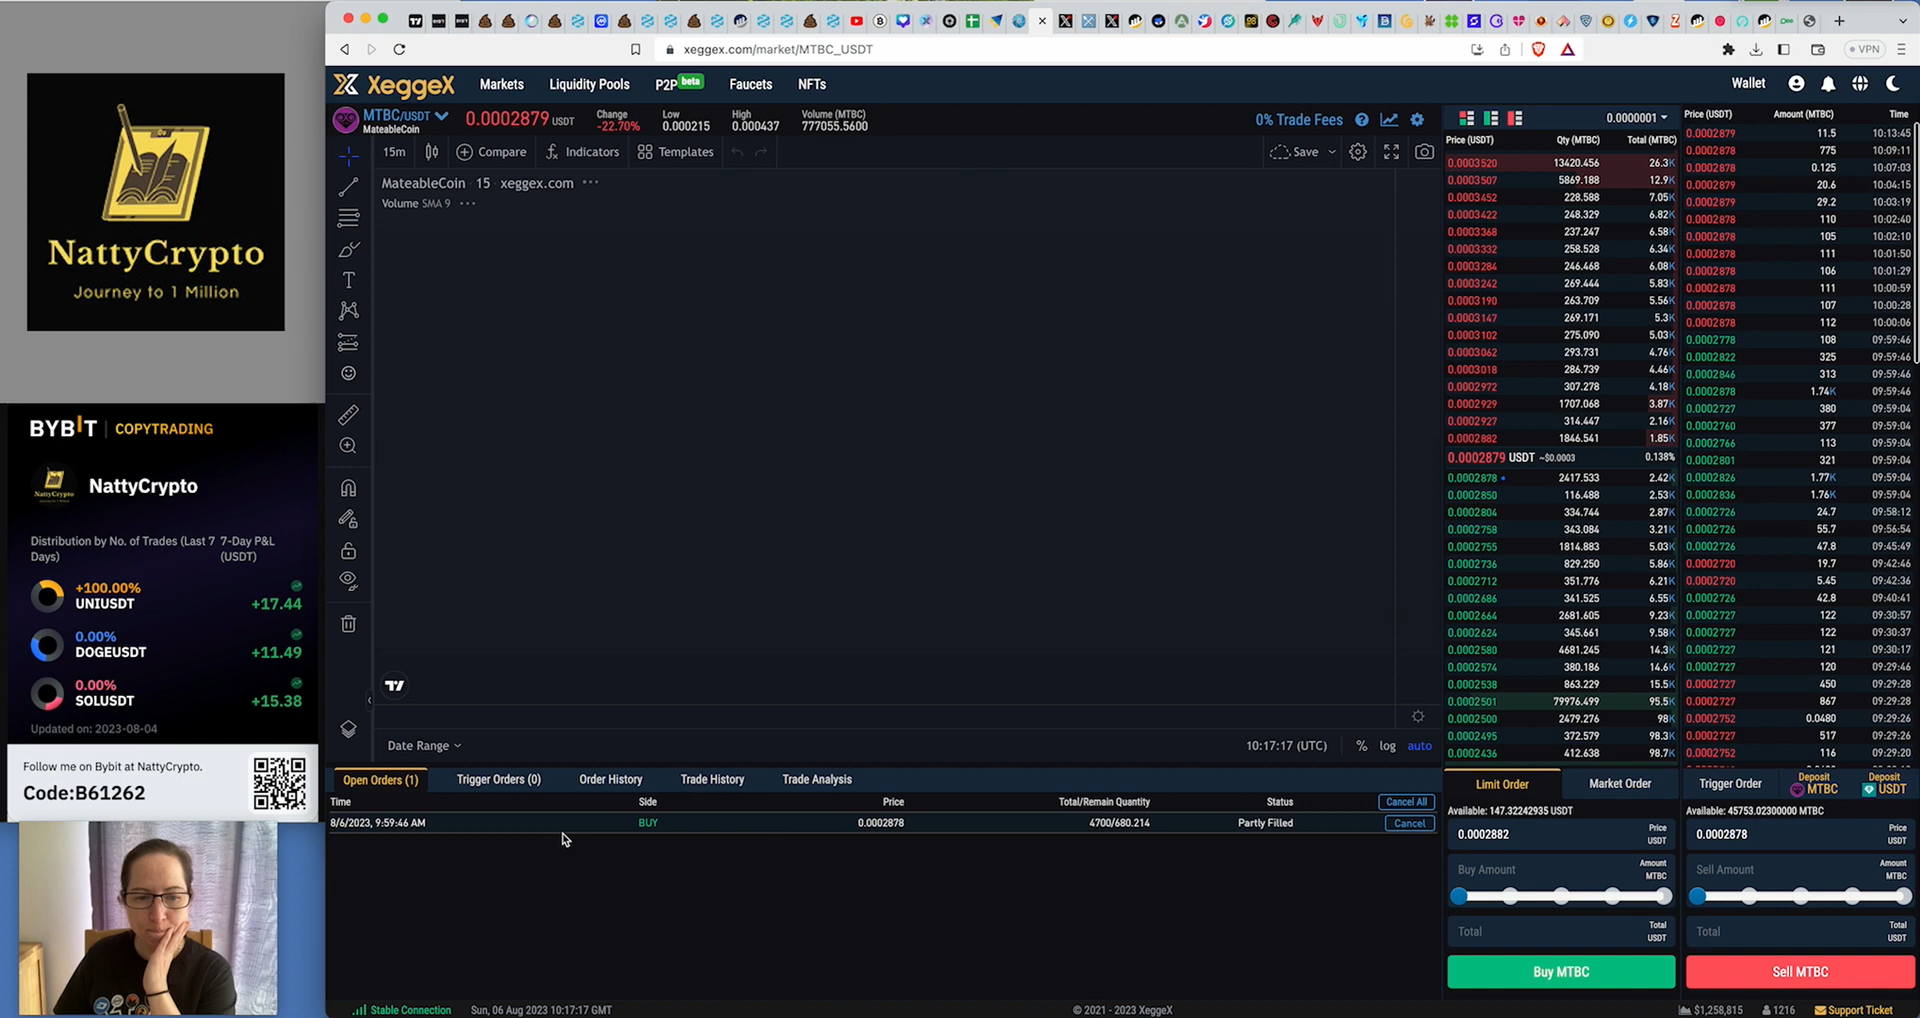 NattyCrypto
Journey to 1 Million
BYBIT | COPYTRADING
NattyCrypto
Distribution by No. of Trades (Last 7 Days)
7-Day P&L (USDT)
+100.00%
UNIUSDT +17.44
0.00%
DOGEUSDT +11.49
0.00%
SOLUSDT +15.38
Updated on: 2023-08-04
Follow me on Bybit at NattyCrypto.
Code:B61262
xeggex.com/market/MTBC_USDT
VPN
XeggeX Markets Liquidity Pools P2P beta Faucets NFTs Wallet
MTBC/USDT
MateableCoin
0.0002879 USDT
Change
-22.70%
Low
0.000215
High
0.000437
Volume (MTBC)
777055.5600
0% Trade Fees
15m Compare Indicators Templates Save
MateableCoin 15 xeggex.com
Volume SMA 9
Date Range 10:17:17 (UTC) % log auto
Open Orders (1) Trigger Orders (0) Order History Trade History Trade Analysis
Time Side Price Total/Remain Quantity Status Cancel All
8/6/2023, 9:59:46 AM BUY 0.0002878 4700/680.214 Partly Filled Cancel
0.0000001
Price (USDT) Qty (MTBC) Total (MTBC)
0.0003520 13420.456 26.3K
0.0003507 5869.188 12.9K
0.0003452 228.588 7.05K
0.0003422 248.329 6.82K
0.0003368 237.247 6.58K
0.0003332 258.528 6.34K
0.0003284 246.468 6.08K
0.0003242 269.444 5.83K
0.0003190 263.709 5.56K
0.0003147 269.171 5.3K
0.0003102 275.090 5.03K
0.0003062 293.731 4.76K
0.0003018 286.739 4.46K
0.0002972 307.278 4.18K
0.0002929 1707.068 3.87K
0.0002927 314.447 2.16K
0.0002882 1846.541 1.85K
0.0002879 USDT ~$0.0003 0.138%
0.0002878 2417.533 2.42K
0.0002850 116.488 2.53K
0.0002804 334.744 2.87K
0.0002758 343.084 3.21K
0.0002755 1814.883 5.03K
0.0002736 829.250 5.86K
0.0002712 351.776 6.21K
0.0002686 341.525 6.55K
0.0002664 2681.605 9.23K
0.0002624 345.661 9.58K
0.0002580 4681.245 14.3K
0.0002574 380.186 14.6K
0.0002538 863.229 15.5K
0.0002501 79976.499 95.5K
0.0002500 2479.276 98K
0.0002495 372.579 98.3K
0.0002436 412.638 98.7K
Price (USDT) Amount (MTBC) Time
0.0002879 11.5 10:13:45
0.0002878 775 10:09:11
0.0002878 0.125 10:07:03
0.0002879 20.6 10:04:15
0.0002879 29.2 10:03:19
0.0002878 110 10:02:40
0.0002878 105 10:02:10
0.0002878 111 10:01:50
0.0002878 106 10:01:29
0.0002878 111 10:00:59
0.0002878 107 10:00:28
0.0002878 112 10:00:06
0.0002778 108 09:59:46
0.0002822 325 09:59:46
0.0002846 313 09:59:46
0.0002878 1.74K 09:59:46
0.0002727 380 09:59:04
0.0002760 377 09:59:04
0.0002766 113 09:59:04
0.0002801 321 09:59:04
0.0002826 1.77K 09:59:04
0.0002836 1.76K 09:59:04
0.0002726 24.7 09:58:12
0.0002726 55.7 09:56:54
0.0002726 47.8 09:45:49
0.0002720 19.7 09:42:46
0.0002720 5.45 09:42:36
0.0002726 42.8 09:40:41
0.0002727 122 09:30:57
0.0002727 122 09:30:37
0.0002727 121 09:30:17
0.0002727 120 09:29:46
0.0002727 450 09:29:28
0.0002727 867 09:29:28
0.0002752 0.0480 09:29:26
0.0002727 517 09:29:26
0.0002752 116 09:29:20
Limit Order Market Order Trigger Order Deposit MTBC Deposit USDT
Available: 147.32242935 USDT
0.0002882 Price USDT
Buy Amount Amount MTBC
Total Total USDT
Buy MTBC
Available: 45753.02300000 MTBC
0.0002878 Price USDT
Sell Amount Amount MTBC
Total Total USDT
Sell MTBC
Stable Connection Sun, 06 Aug 2023 10:17:17 GMT © 2021 - 2023 XeggeX $1,258,815 1216 Support Ticket